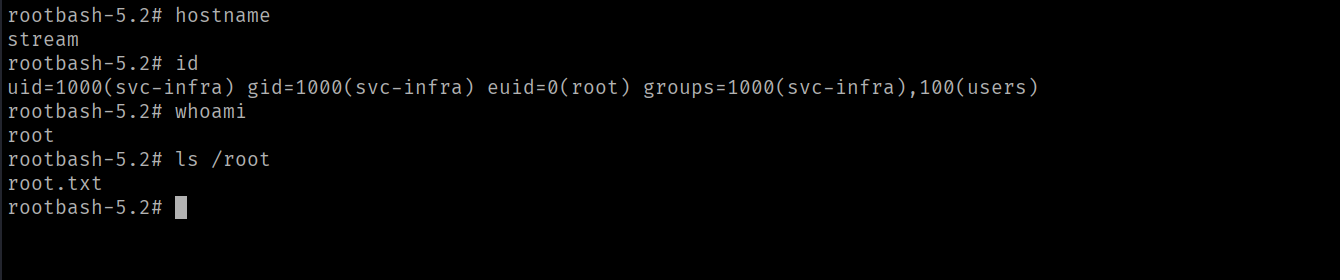 rootbash-5.2# hostname
stream
rootbash-5.2# id
uid=1000(svc-infra) gid=1000(svc-infra) euid=0(root) groups=1000(svc-infra),100(users)
rootbash-5.2# whoami
root
rootbash-5.2# ls /root
root.txt
rootbash-5.2#